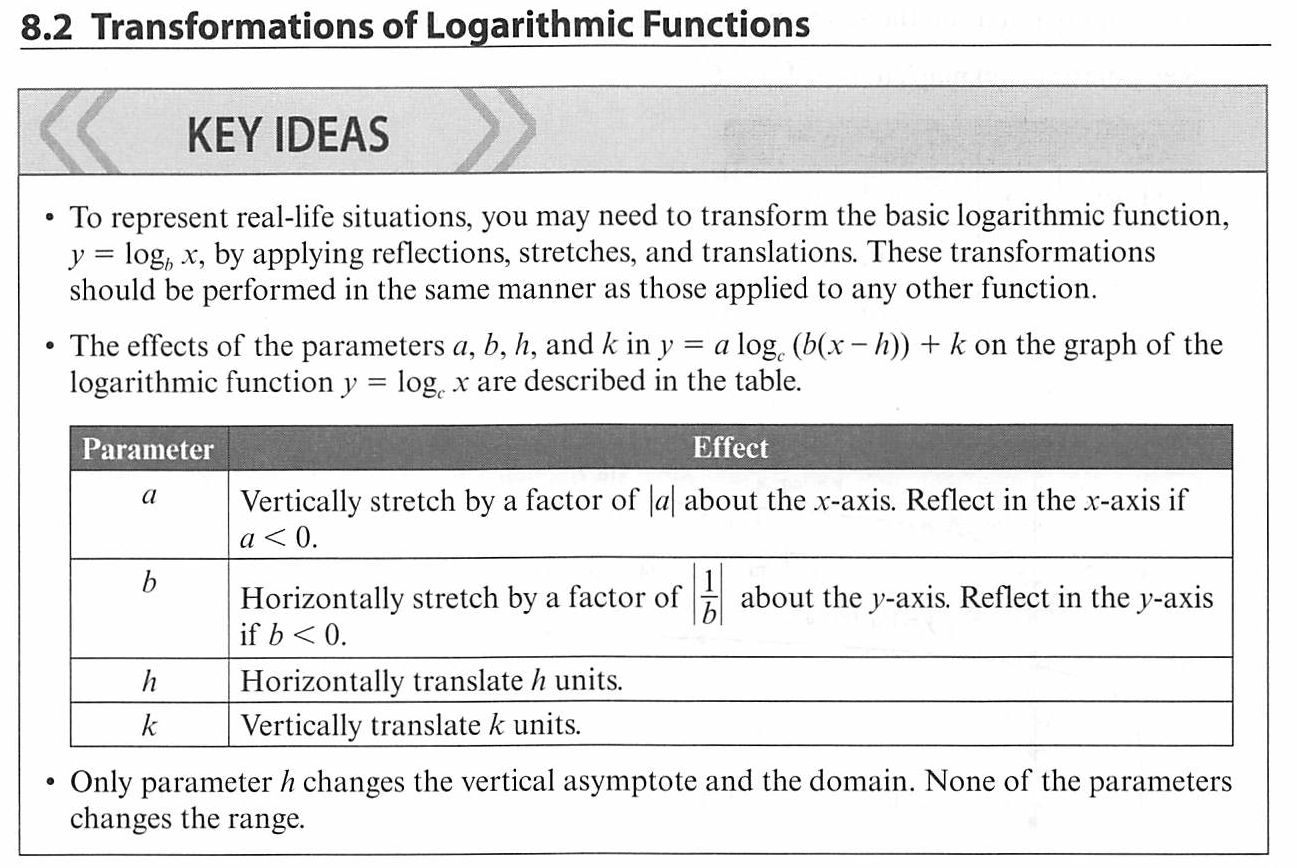 8.2 Transformations of Logarithmic Functions
KEY IDEAS
• To represent real-life situations, you may need to transform the basic logarithmic function,
y = log_b x, by applying reflections, stretches, and translations. These transformations
should be performed in the same manner as those applied to any other function.
• The effects of the parameters a, b, h, and k in y = a log_c (b(x − h)) + k on the graph of the
logarithmic function y = log_c x are described in the table.
Parameter Effect
a Vertically stretch by a factor of |a| about the x-axis. Reflect in the x-axis if
a < 0.
b Horizontally stretch by a factor of |1/b| about the y-axis. Reflect in the y-axis
if b < 0.
h Horizontally translate h units.
k Vertically translate k units.
• Only parameter h changes the vertical asymptote and the domain. None of the parameters
changes the range.